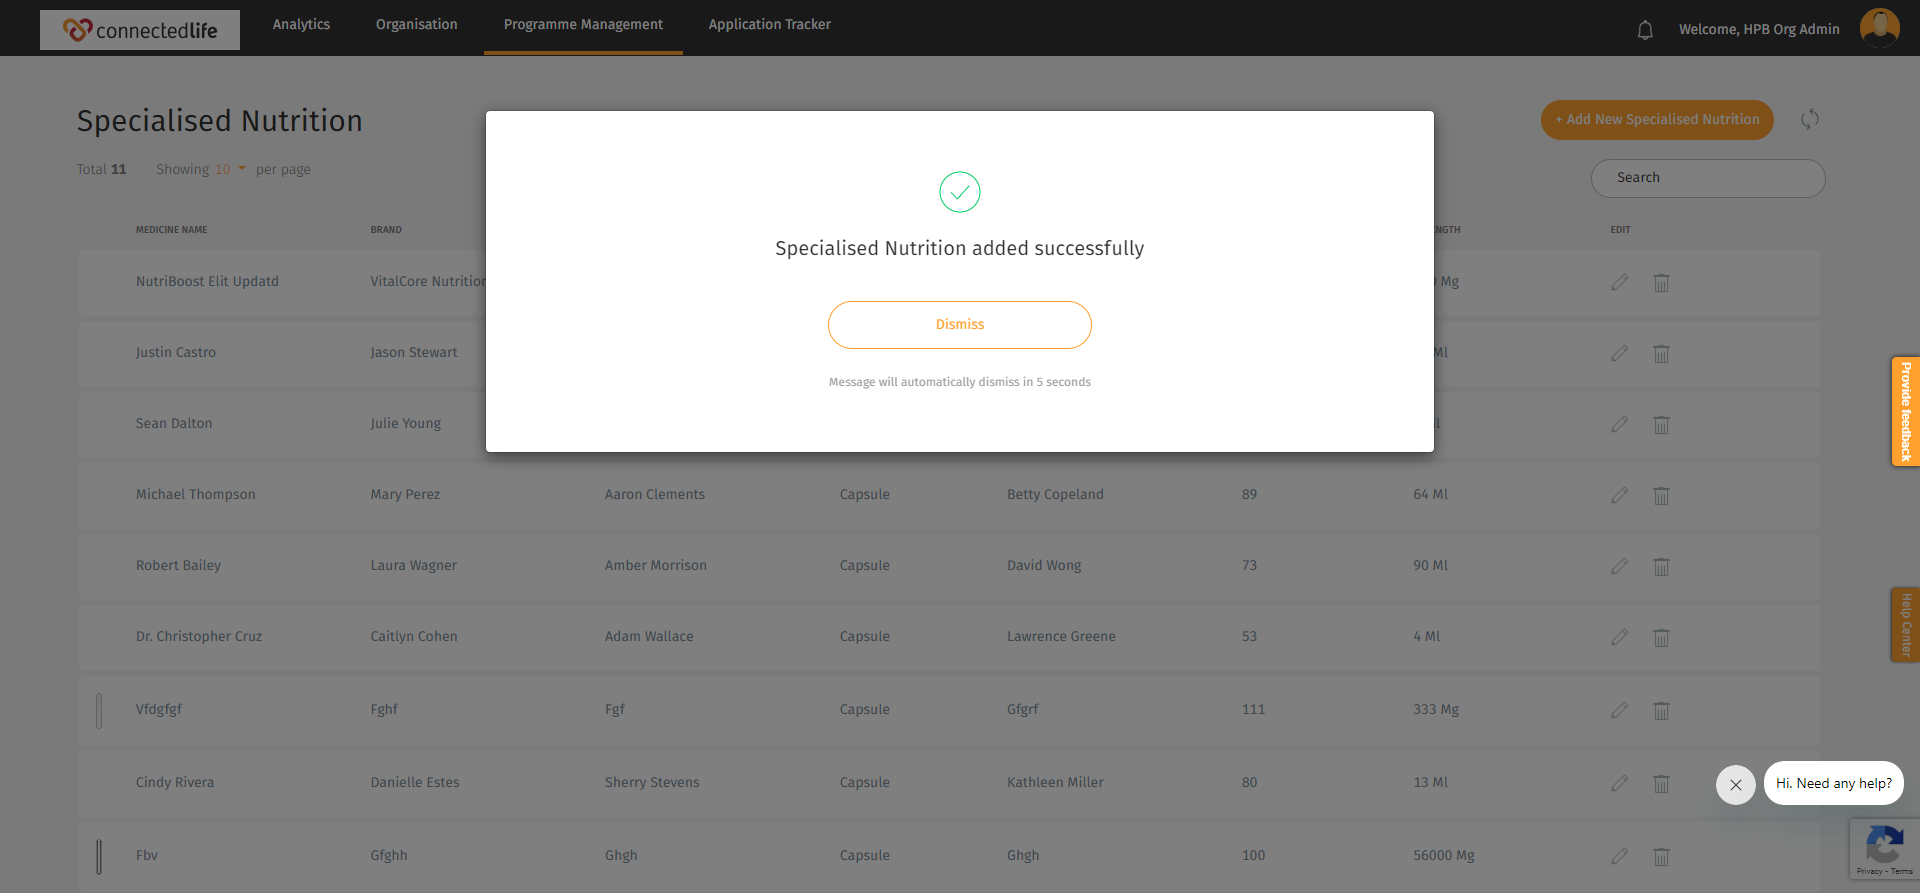 connectedlife Analytics Organisation Programme Management Application Tracker Welcome, HPB Org Admin
Specialised Nutrition
+ Add New Specialised Nutrition
Total 11 Showing 10 per page
Search
MEDICINE NAME BRAND NGTH EDIT
Specialised Nutrition added successfully
NutriBoost Elit Updatd VitalCore Nutrition Mg
Dismiss
Justin Castro Jason Stewart Ml
Message will automatically dismiss in 5 seconds
Provide feedback
Sean Dalton Julie Young
Michael Thompson Mary Perez Aaron Clements Capsule Betty Copeland 89 64 Ml
Robert Bailey Laura Wagner Amber Morrison Capsule David Wong 73 90 Ml
Help Center
Dr. Christopher Cruz Caitlyn Cohen Adam Wallace Capsule Lawrence Greene 53 4 Ml
Vfdgfgf Fghf Fgf Capsule Gfgrf 111 333 Mg
Cindy Rivera Danielle Estes Sherry Stevens Capsule Kathleen Miller 80 13 Ml
Hi. Need any help?
Fbv Gfghh Ghgh Capsule Ghgh 100 56000 Mg
Privacy - Terms